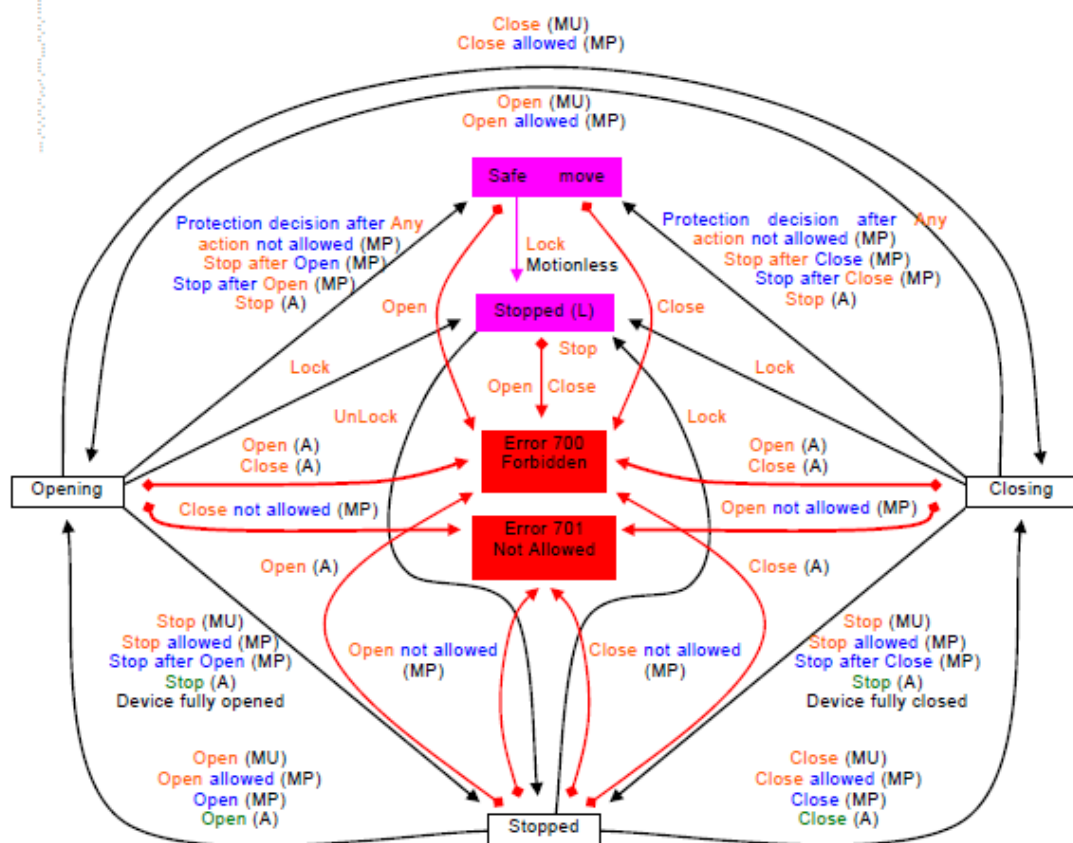 Close (MU)
Close allowed (MP)
Open (MU)
Open allowed (MP)
Safe move
Protection decision after Any
action not allowed (MP)
Stop after Open (MP)
Stop after Open (MP)
Stop (A)
Protection decision after Any
action not allowed (MP)
Stop after Close (MP)
Stop after Close (MP)
Stop (A)
Lock
Motionless
Open
Stopped (L)
Close
Stop
Lock
Lock
Open Close
UnLock
Lock
Open (A)
Close (A)
Error 700
Forbidden
Open (A)
Close (A)
Opening
Closing
Close not allowed (MP)
Open not allowed (MP)
Error 701
Not Allowed
Open (A)
Close (A)
Stop (MU)
Stop allowed (MP)
Stop after Open (MP)
Stop (A)
Device fully opened
Open not allowed
(MP)
Close not allowed
(MP)
Stop (MU)
Stop allowed (MP)
Stop after Close (MP)
Stop (A)
Device fully closed
Open (MU)
Open allowed (MP)
Open (MP)
Open (A)
Close (MU)
Close allowed (MP)
Close (MP)
Close (A)
Stopped